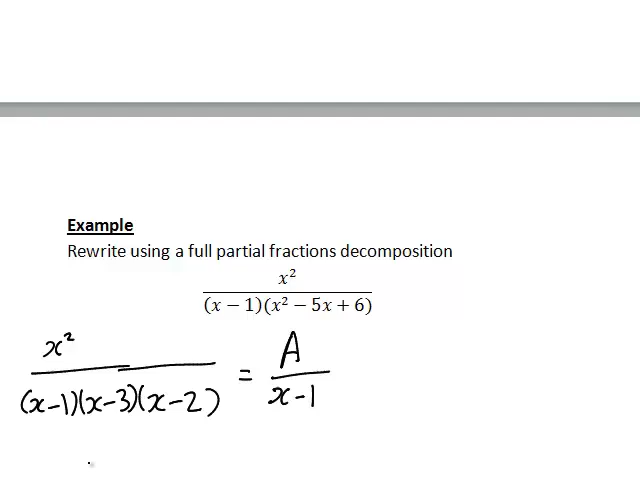 Example
Rewrite using a full partial fractions decomposition
x²
(x − 1)(x² − 5x + 6)
x² A
= 
(x-1)(x-3)(x-2) x-1